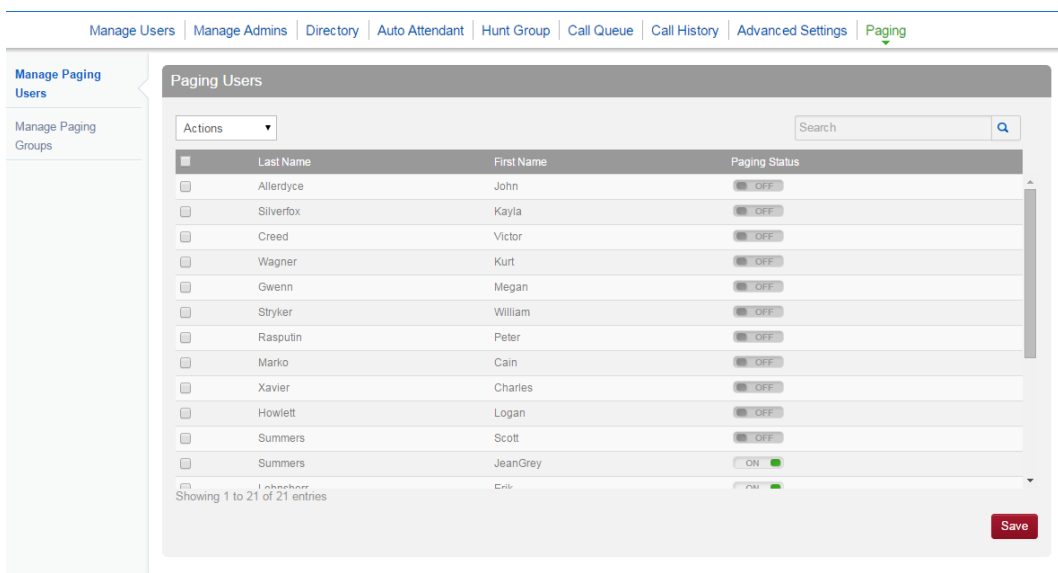 Manage Users Manage Admins Directory Auto Attendant Hunt Group Call Queue Call History Advanced Settings Paging
Manage Paging
Users
Manage Paging
Groups
Paging Users
Actions Search
Last Name First Name Paging Status
Allerdyce John OFF
Silverfox Kayla OFF
Creed Victor OFF
Wagner Kurt OFF
Gwenn Megan OFF
Stryker William OFF
Rasputin Peter OFF
Marko Cain OFF
Xavier Charles OFF
Howlett Logan OFF
Summers Scott OFF
Summers JeanGrey ON
Erik ON
Showing 1 to 21 of 21 entries
Save